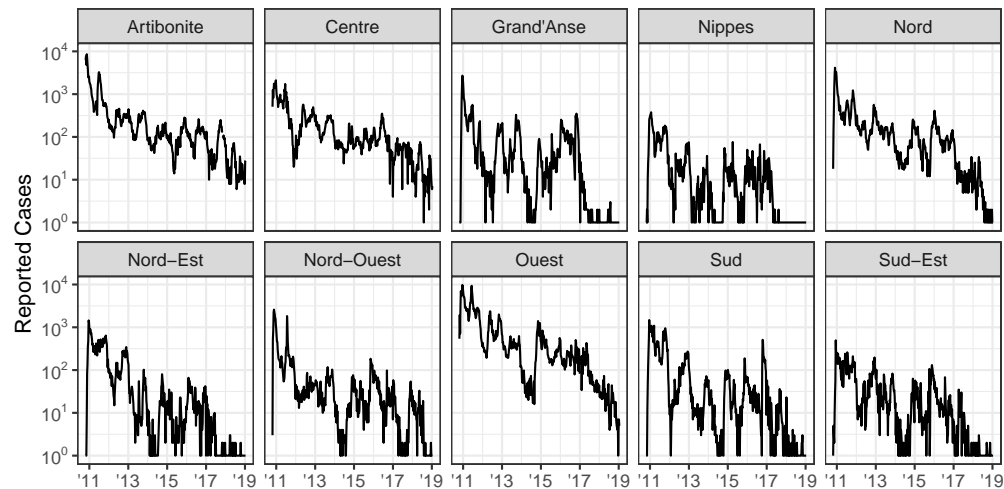 Artibonite Centre Grand'Anse Nippes Nord
10⁴
10³
10²
10¹
10⁰
Reported Cases
Nord−Est Nord−Ouest Ouest Sud Sud−Est
10⁴
10³
10²
10¹
10⁰
'11 '13 '15 '17 '19 '11 '13 '15 '17 '19 '11 '13 '15 '17 '19 '11 '13 '15 '17 '19 '11 '13 '15 '17 '19